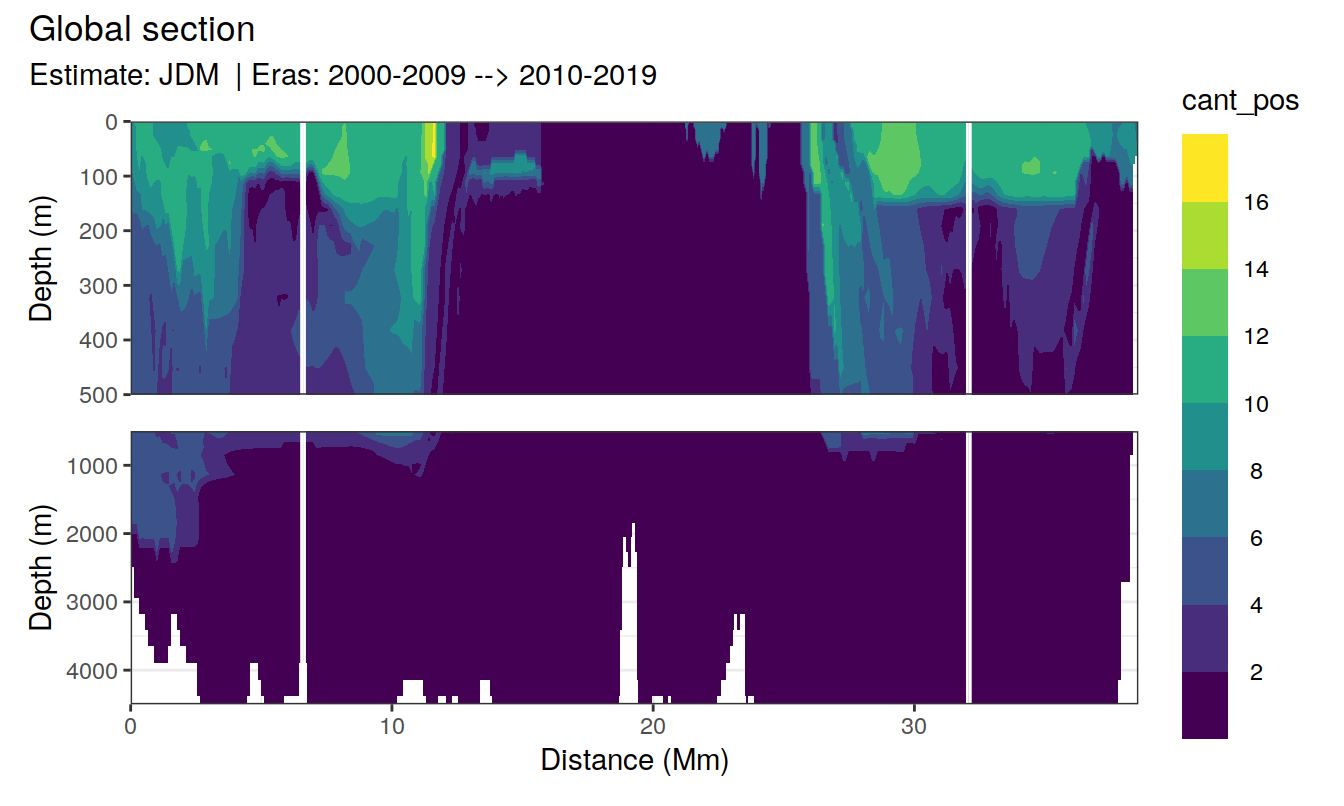 Global section
Estimate: JDM | Eras: 2000-2009 --> 2010-2019
cant_pos
16
14
12
10
8
6
4
2
Depth (m)
0
100
200
300
400
500
Depth (m)
1000
2000
3000
4000
0 10 20 30
Distance (Mm)